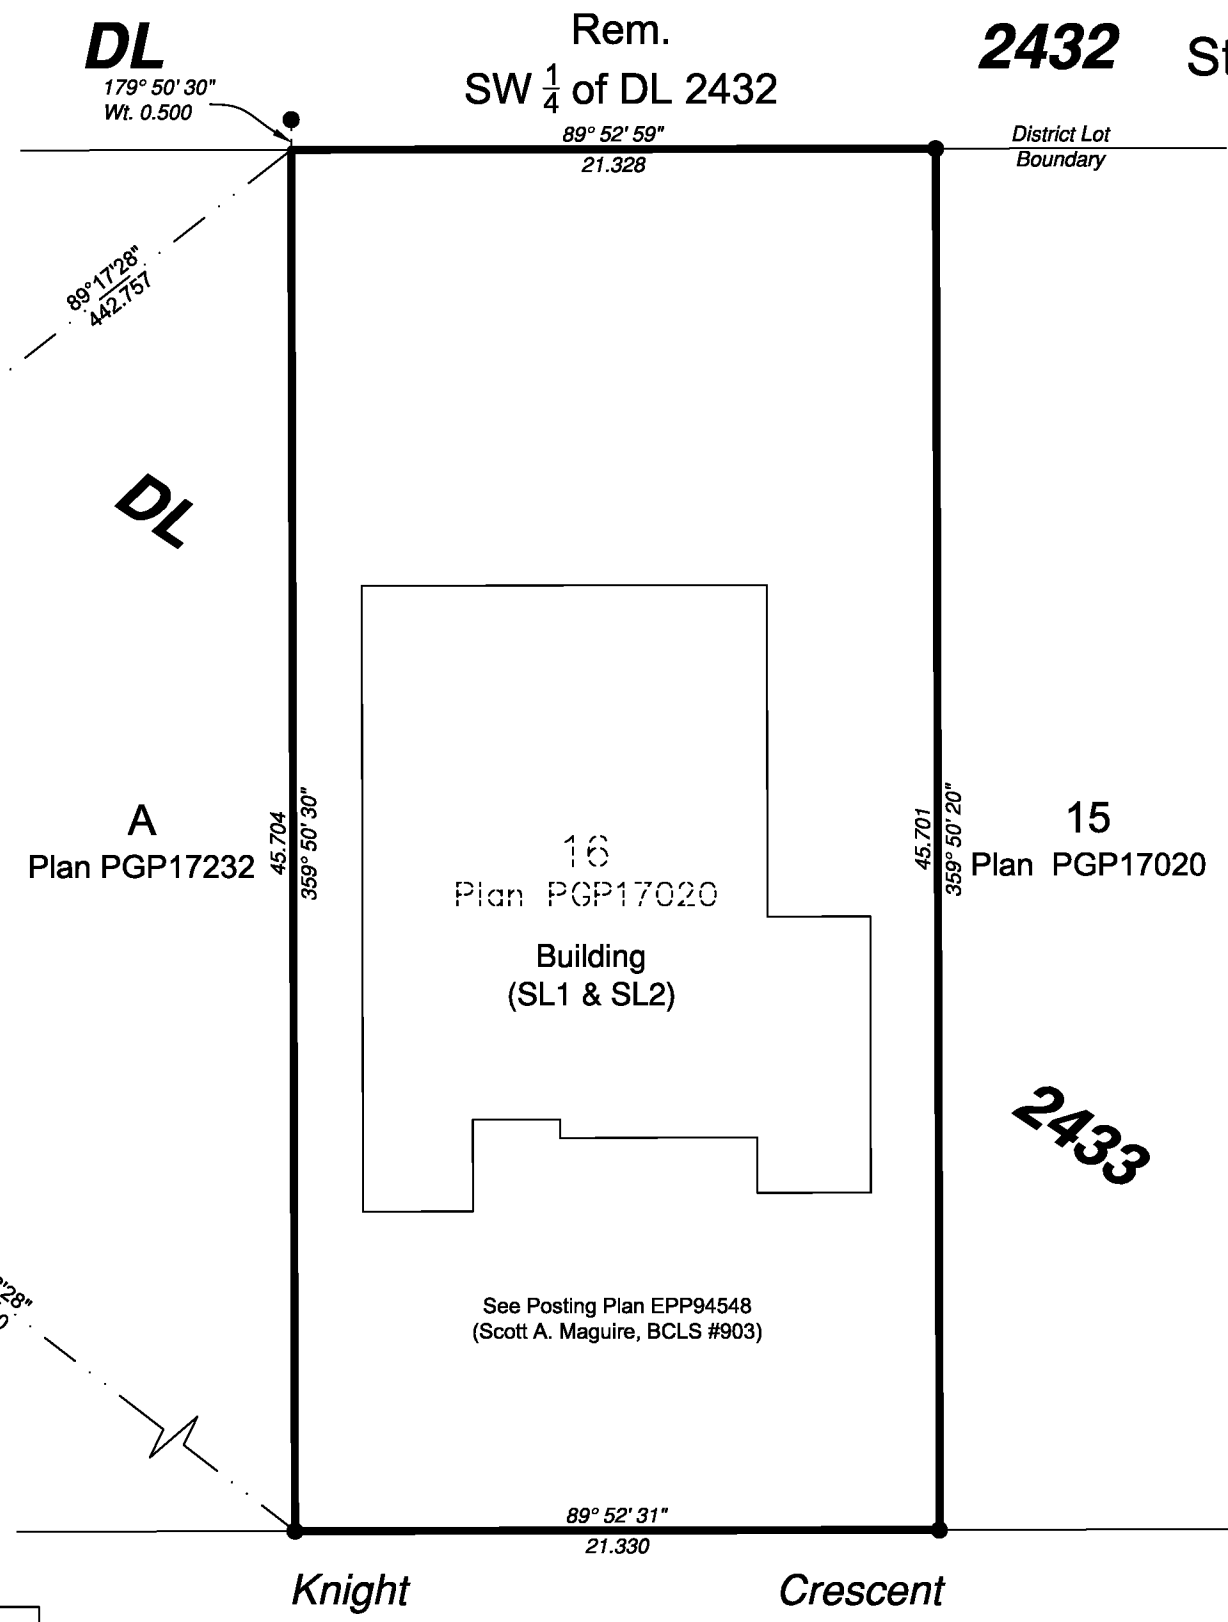 DL
Rem.
2432
179° 50' 30"
Wt. 0.500
SW 1/4 of DL 2432
89° 52' 59"
21.328
District Lot
Boundary
89°17'28"
442.757
DL
A
Plan PGP17232
45.704
359° 50' 30"
16
Plan PGP17020
Building
(SL1 & SL2)
45.701
359° 50' 20"
15
Plan PGP17020
2433
See Posting Plan EPP94548
(Scott A. Maguire, BCLS #903)
89° 52' 31"
21.330
Knight Crescent